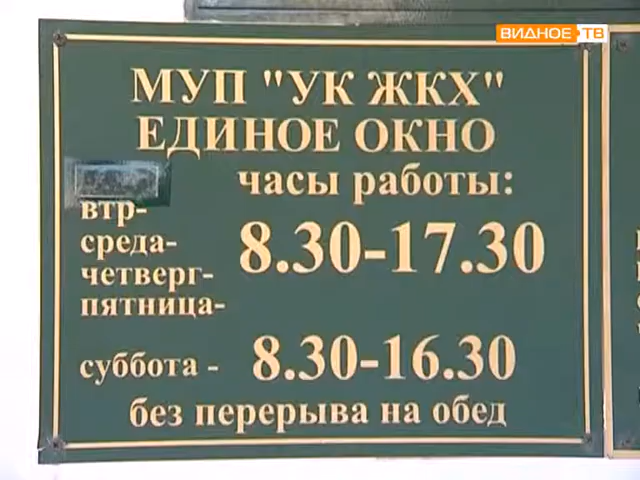 ВИДНОЕ ТВ
МУП "УК ЖКХ"
ЕДИНОЕ ОКНО
часы работы:
втр-
среда-
четверг-
пятница-
8.30-17.30
суббота - 8.30-16.30
без перерыва на обед